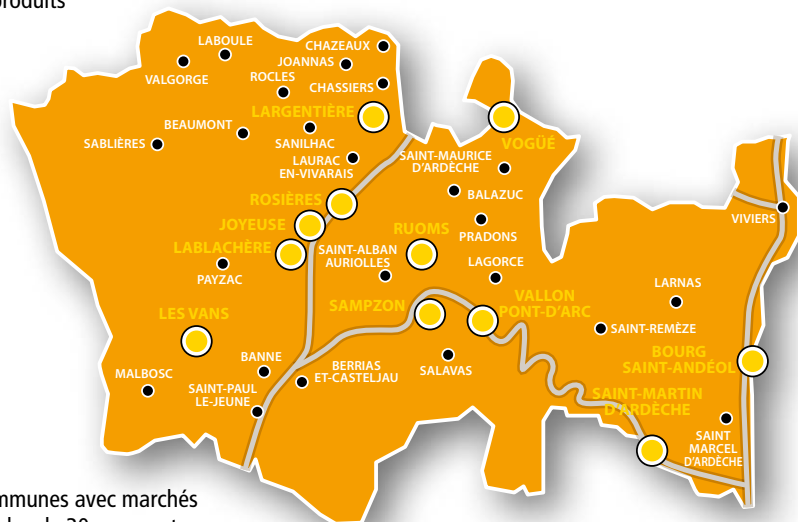 produits
LABOULE
CHAZEAUX
JOANNAS
VALGORGE
ROCLES
CHASSIERS
LARGENTIÈRE
BEAUMONT
SABLIÈRES
SANILHAC
VOGÜÉ
LAURAC
EN-VIVARAIS
SAINT-MAURICE
D'ARDÈCHE
BALAZUC
ROSIÈRES
JOYEUSE
RUOMS
PRADONS
VIVIERS
LABLACHÈRE
SAINT-ALBAN
AURIOLLES
LAGORCE
PAYZAC
LARNAS
LES VANS
SAMPZON
VALLON
PONT-D'ARC
SAINT-REMÈZE
BANNE
BERRIAS
ET-CASTELJAU
SALAVAS
BOURG
SAINT-ANDÉOL
MALBOSC
SAINT-PAUL
LE-JEUNE
SAINT-MARTIN
D'ARDÈCHE
SAINT
MARCEL
D'ARDÈCHE
mmunes avec marchés